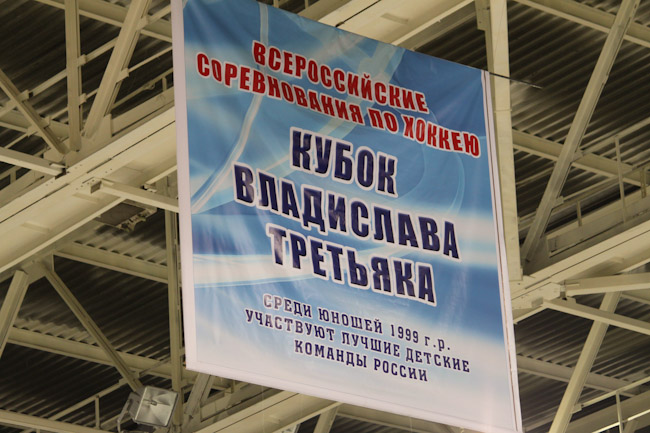 ВСЕРОССИЙСКИЕ
СОРЕВНОВАНИЯ ПО ХОККЕЮ
КУБОК
ВЛАДИСЛАВА
ТРЕТЬЯКА
СРЕДИ ЮНОШЕЙ 1999 г.р.
УЧАСТВУЮТ ЛУЧШИЕ ДЕТСКИЕ
КОМАНДЫ РОССИИ